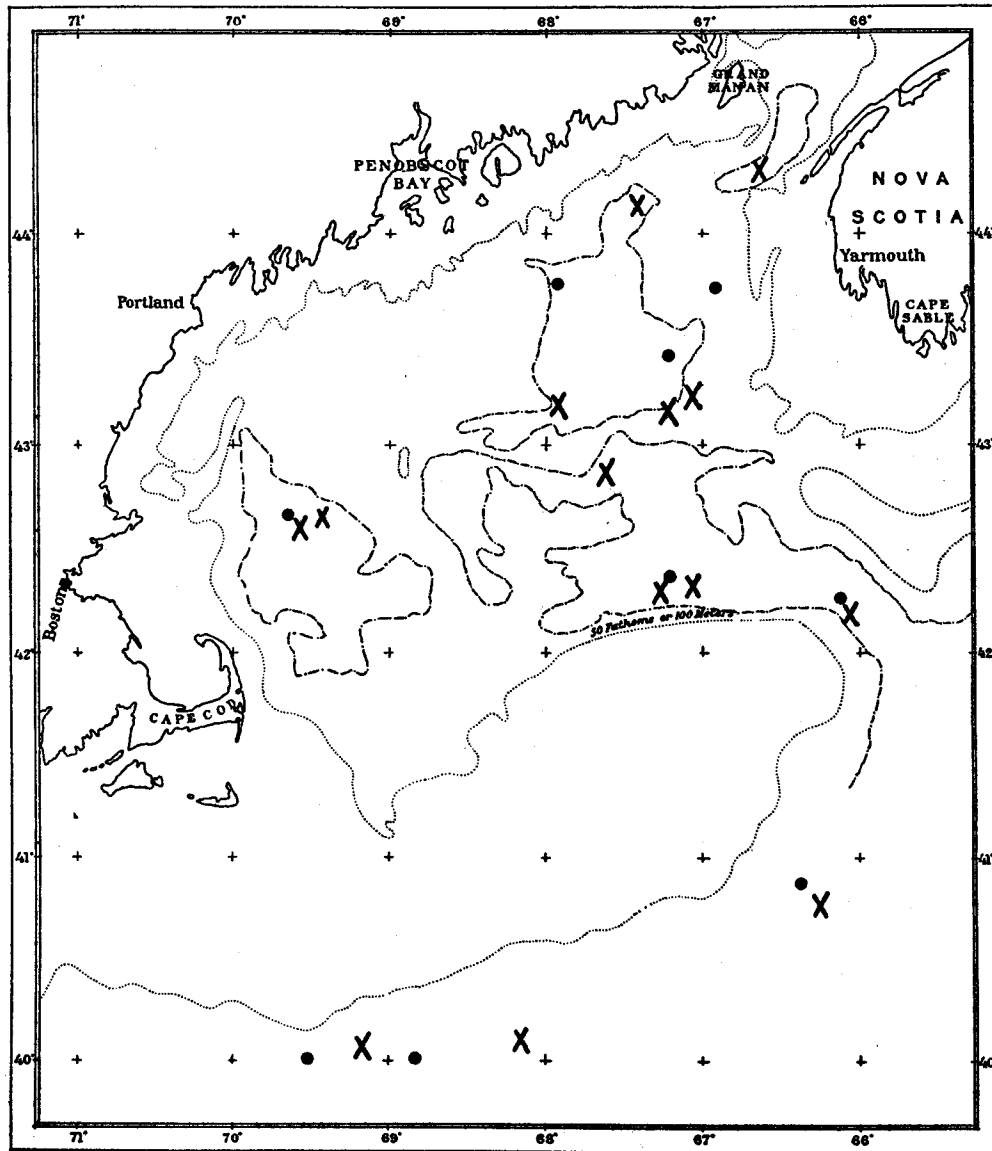 71° 70° 69° 68° 67° 66°
GRAND
MANAN
PENOBSCOT
BAY
NOVA
SCOTIA
44° 44°
Yarmouth
Portland
CAPE
SABLE
43° 43°
Boston
50 Fathoms or 100 Meters
42° 42°
CAPE COD
41° 41°
40° 40°
71° 70° 69° 68° 67° 66°